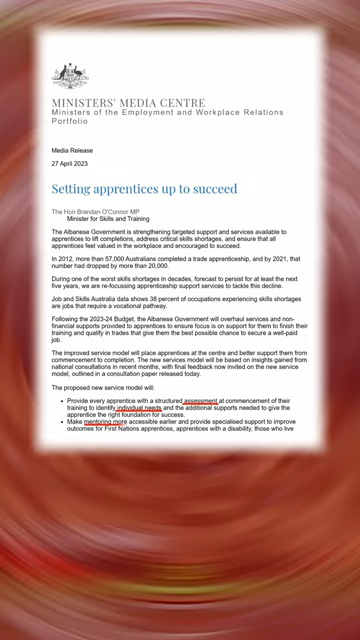 MINISTERS' MEDIA CENTRE
Ministers of the Employment and Workplace Relations
Portfolio
Media Release
27 April 2023
Setting apprentices up to succeed
The Hon Brendan O'Connor MP
Minister for Skills and Training
The Albanese Government is strengthening targeted support and services available to
apprentices to lift completions, address critical skills shortages, and ensure that all
apprentices feel valued in the workplace and encouraged to succeed.
In 2012, more than 57,000 Australians completed a trade apprenticeship, and by 2021, that
number had dropped by more than 20,000.
During one of the worst skills shortages in decades, forecast to persist for at least the next
five years, we are re-focussing apprenticeship support services to tackle this decline.
Job and Skills Australia data shows 38 percent of occupations experiencing skills shortages
are jobs that require a vocational pathway.
Following the 2023-24 Budget, the Albanese Government will overhaul services and non-
financial supports provided to apprentices to ensure focus is on support for them to finish their
training and qualify in trades that give them the best possible chance to secure a well-paid
job.
The improved service model will place apprentices at the centre and better support them from
commencement to completion. The new services model will be based on insights gained from
national consultations in recent months, with final feedback now invited on the new service
model, outlined in a consultation paper released today.
The proposed new service model will:
• Provide every apprentice with a structured assessment at commencement of their
training to identify individual needs and the additional supports needed to give the
apprentice the right foundation for success.
• Make mentoring more accessible earlier and provide specialised support to improve
outcomes for First Nations apprentices, apprentices with a disability, those who live